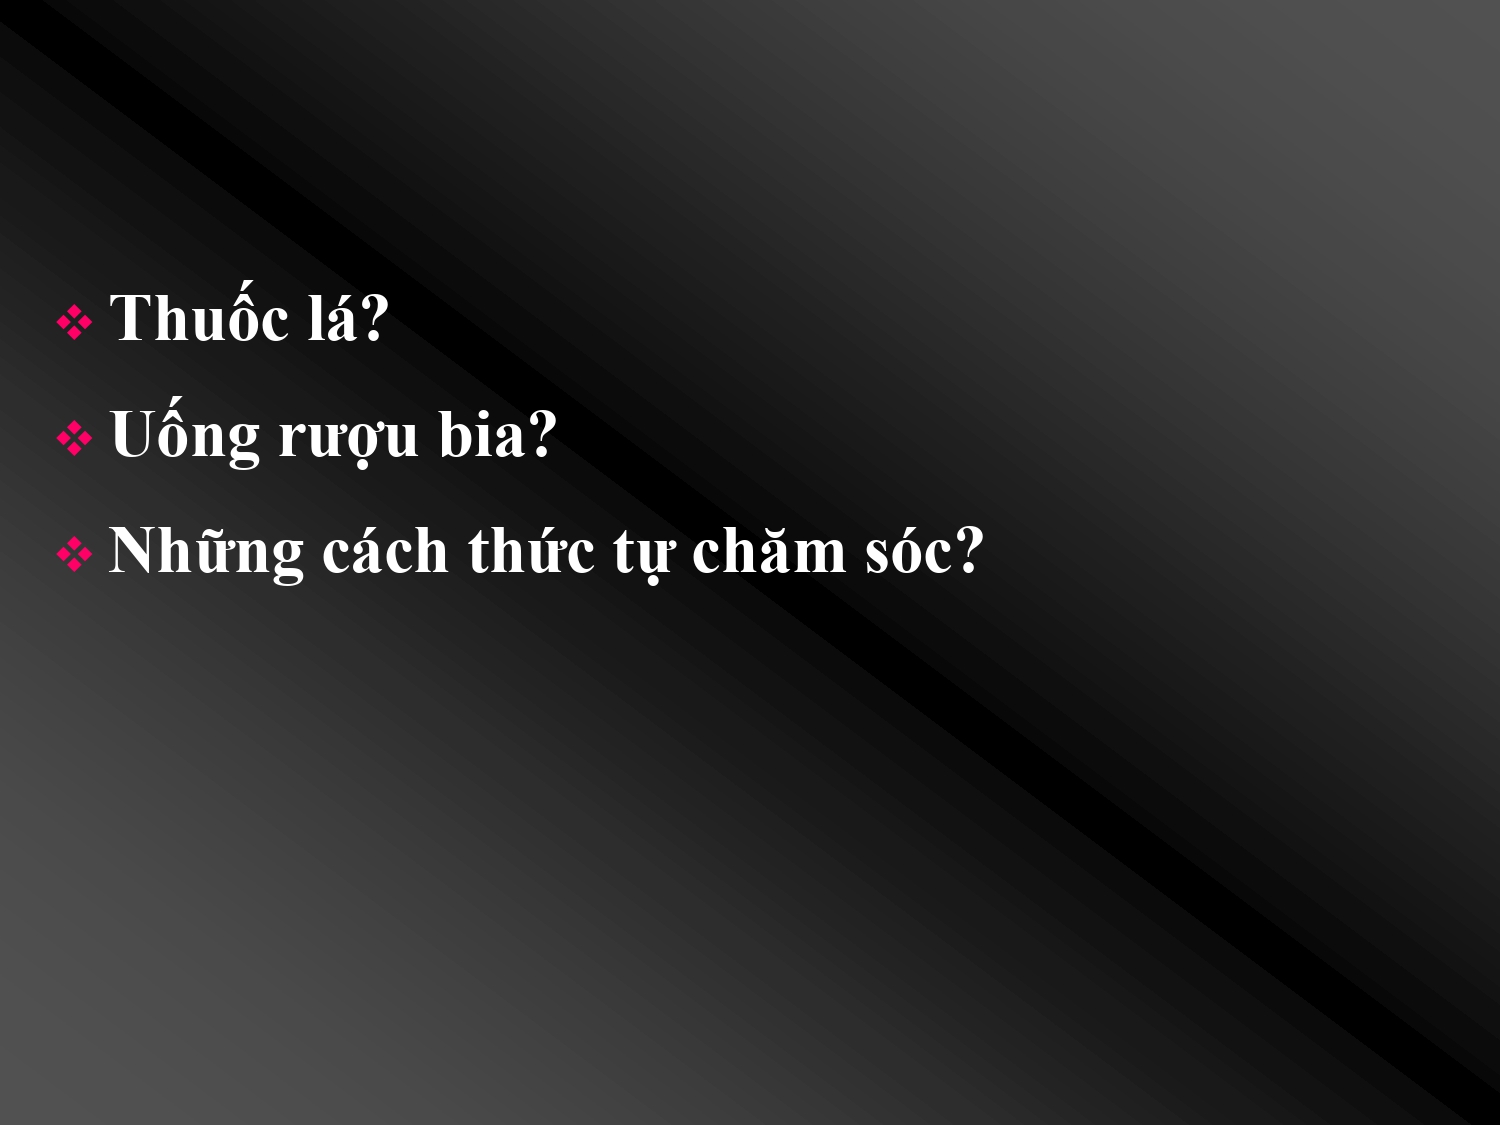 Thuốc lá?
Uống rượu bia?
Những cách thức tự chăm sóc?